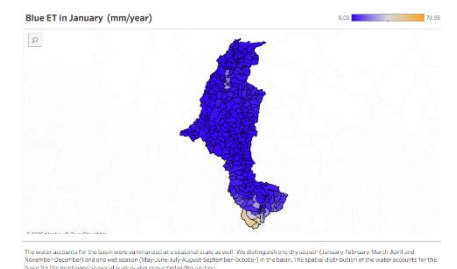 Blue ET in January (mm/year)
0.00
The water accounts for the basin were summarized at a seasonal scale as well. We distinguish one dry season (January-February-March-April and
November-December) and one wet season (May-June-July-August-September-October) in the basin. The spatial distribution of the water accounts for the
basin for the mentioned seasonal scale is also presented in this section.